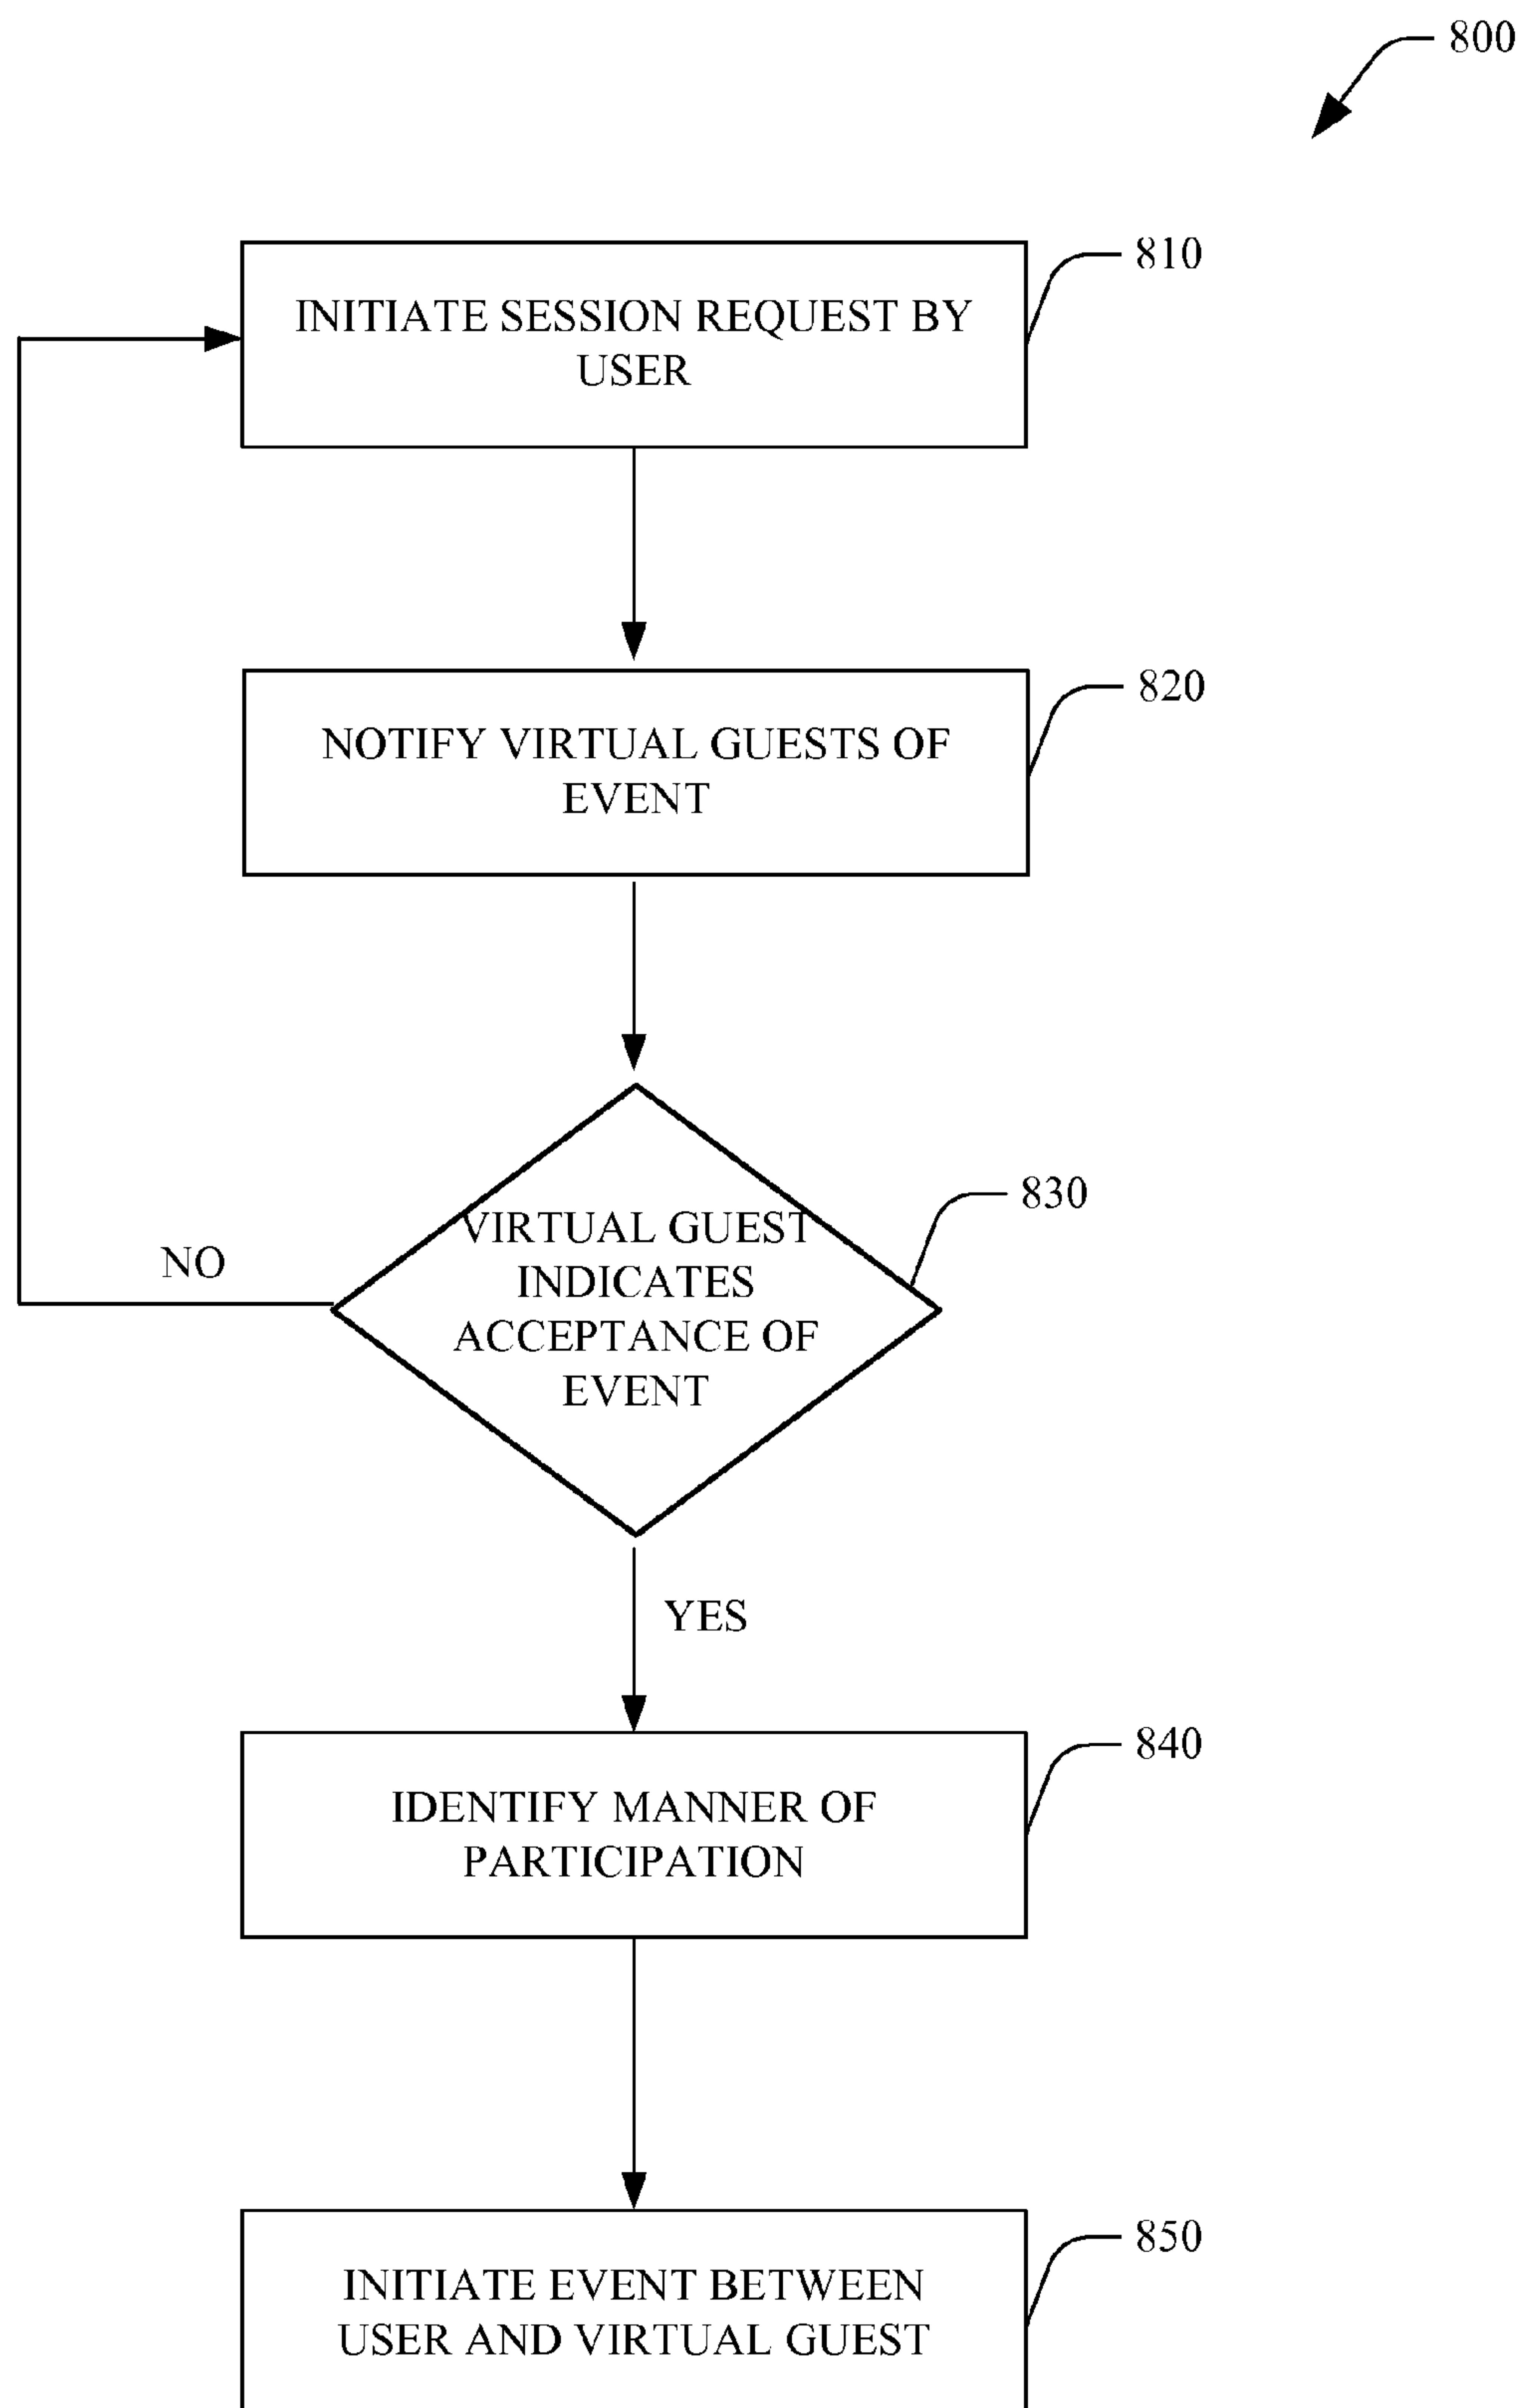 800
INITIATE SESSION REQUEST BY
USER
810
NOTIFY VIRTUAL GUESTS OF
EVENT
820
VIRTUAL GUEST
INDICATES
ACCEPTANCE OF
EVENT
830
NO
YES
IDENTIFY MANNER OF
PARTICIPATION
840
INITIATE EVENT BETWEEN
USER AND VIRTUAL GUEST
850